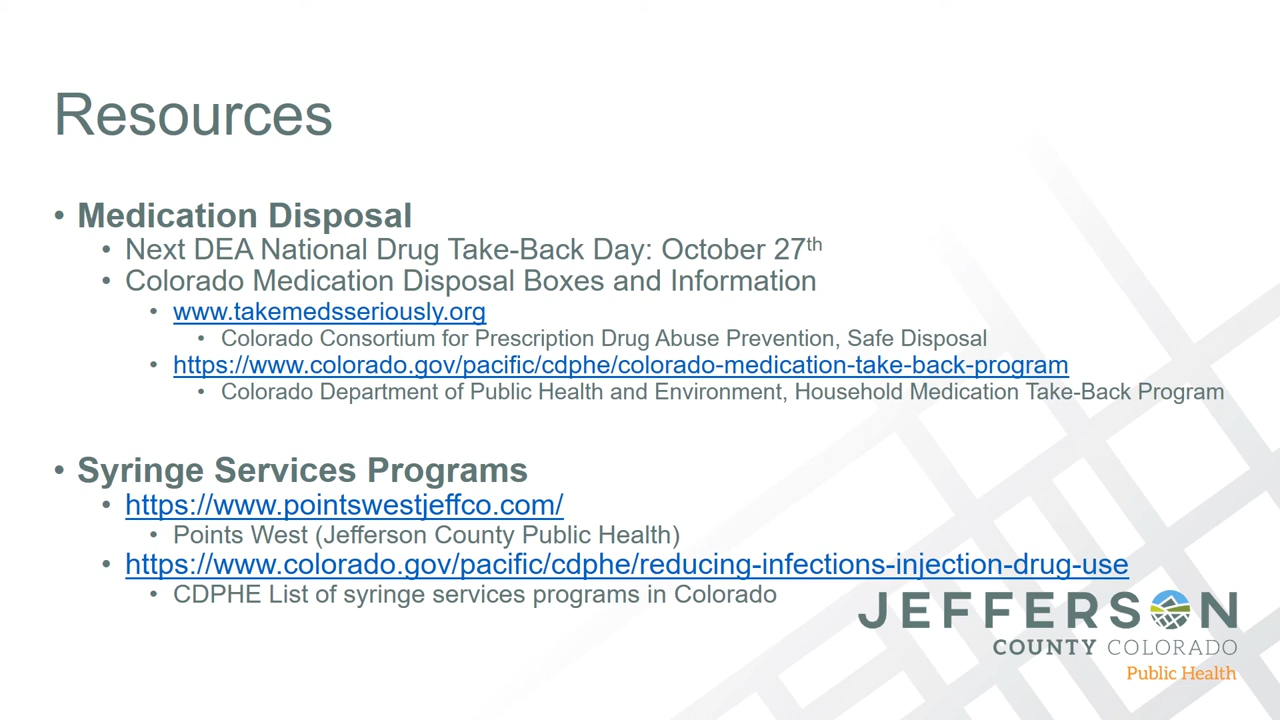 Resources
• Medication Disposal
• Next DEA National Drug Take-Back Day: October 27th
• Colorado Medication Disposal Boxes and Information
• www.takemedsseriously.org
• Colorado Consortium for Prescription Drug Abuse Prevention, Safe Disposal
• https://www.colorado.gov/pacific/cdphe/colorado-medication-take-back-program
• Colorado Department of Public Health and Environment, Household Medication Take-Back Program
• Syringe Services Programs
• https://www.pointswestjeffco.com/
• Points West (Jefferson County Public Health)
• https://www.colorado.gov/pacific/cdphe/reducing-infections-injection-drug-use
• CDPHE List of syringe services programs in Colorado
JEFFERSON
COUNTY COLORADO
Public Health